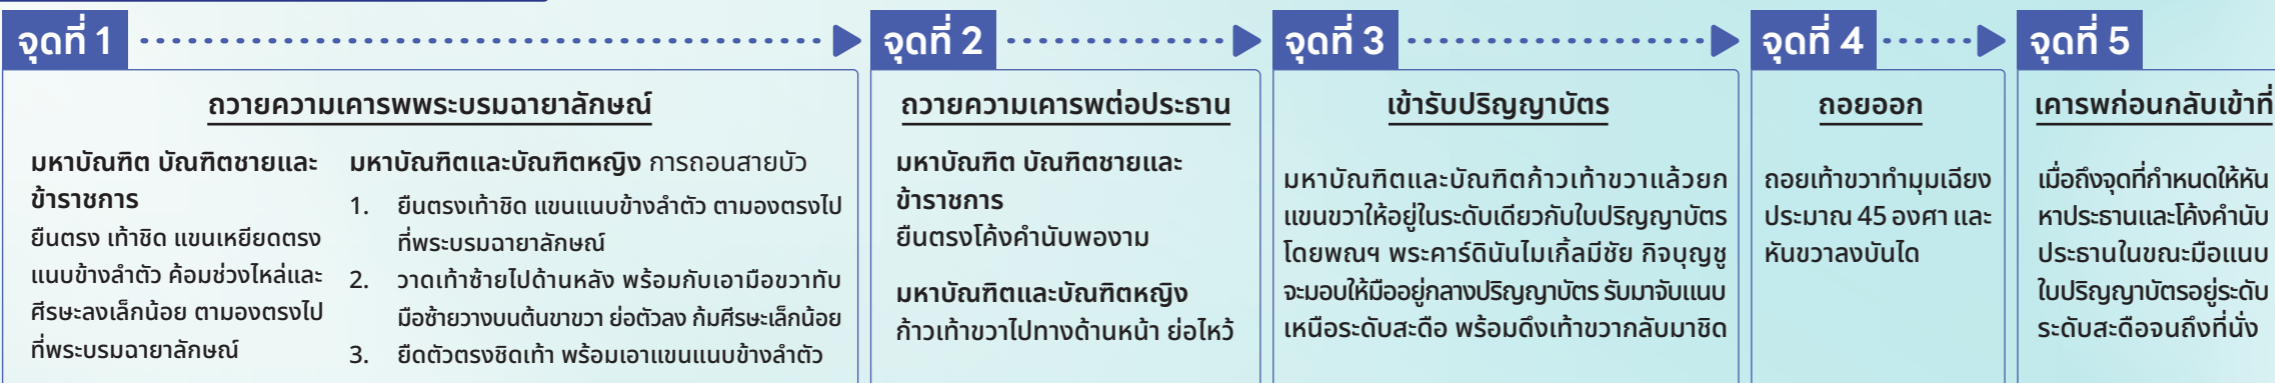 จุดที่ 1
ถวายความเคารพพระบรมฉายาลักษณ์
มหาบัณฑิต บัณฑิตชายและ
ข้าราชการ
ยืนตรง เท้าชิด แขนเหยียดตรง
แนบข้างลำตัว ค้อมช่วงไหล่และ
ศีรษะลงเล็กน้อย ตามองตรงไป
ที่พระบรมฉายาลักษณ์
มหาบัณฑิตและบัณฑิตหญิง การถอนสายบัว
1. ยืนตรงเท้าชิด แขนแนบข้างลำตัว ตามองตรงไป
ที่พระบรมฉายาลักษณ์
2. วาดเท้าซ้ายไปด้านหลัง พร้อมกับเอามือขวาทับ
มือซ้ายวางบนต้นขาขวา ย่อตัวลง ก้มศีรษะเล็กน้อย
3. ยืดตัวตรงชิดเท้า พร้อมเอาแขนแนบข้างลำตัว
จุดที่ 2
ถวายความเคารพต่อประธาน
มหาบัณฑิต บัณฑิตชายและ
ข้าราชการ
ยืนตรงโค้งคำนับพองาม
มหาบัณฑิตและบัณฑิตหญิง
ก้าวเท้าขวาไปทางด้านหน้า ย่อไหว้
จุดที่ 3
เข้ารับปริญญาบัตร
มหาบัณฑิตและบัณฑิตก้าวเท้าขวาแล้วยก
แขนขวาให้อยู่ในระดับเดียวกับใบปริญญาบัตร
โดยพณฯ พระคาร์ดินันไมเกิ้ลมีชัย กิจบุญชู
จะมอบให้มืออยู่กลางปริญญาบัตร รับมาจับแนบ
เหนือระดับสะดือ พร้อมดึงเท้าขวากลับมาชิด
จุดที่ 4
ถอยออก
ถอยเท้าขวาทำมุมเฉียง
ประมาณ 45 องศา และ
หันขวาลงบันได
จุดที่ 5
เคารพก่อนกลับเข้าที่
เมื่อถึงจุดที่กำหนดให้หัน
หาประธานและโค้งคำนับ
ประธานในขณะมือแนบ
ใบปริญญาบัตรอยู่ระดับ
ระดับสะดือจนถึงที่นั่ง